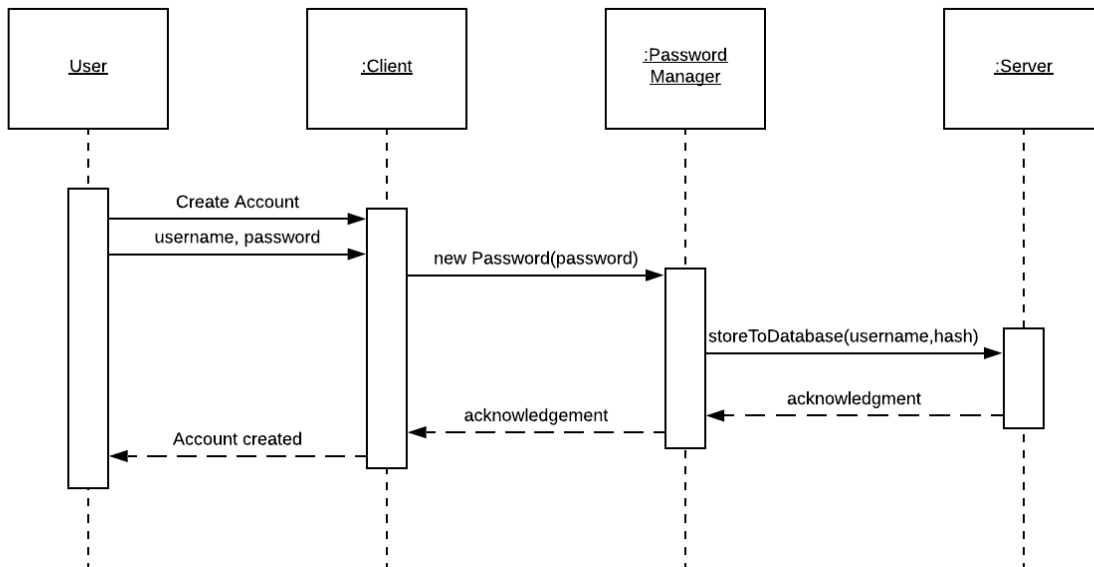 User
:Client
:Password
Manager
:Server
Create Account
username, password
new Password(password)
storeToDatabase(username,hash)
acknowledgment
acknowledgement
Account created